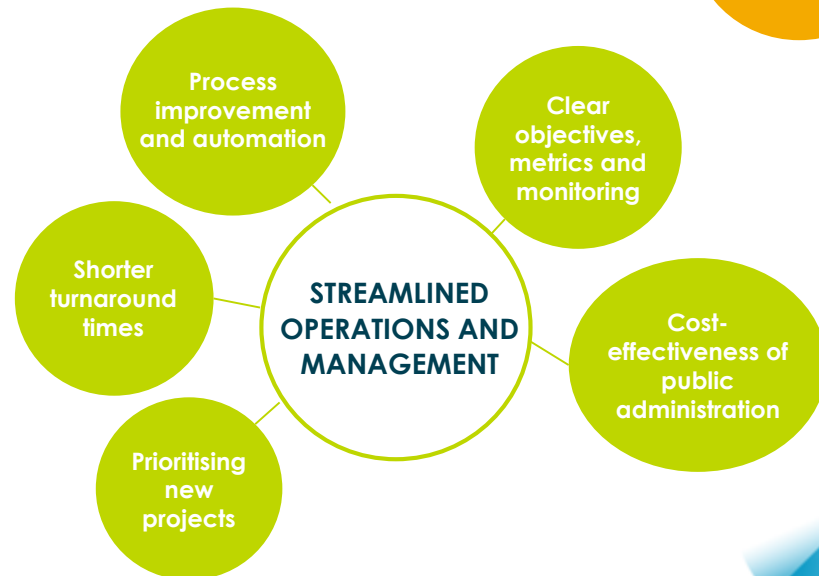 Process
improvement
and automation
Clear
objectives,
metrics and
monitoring
Shorter
turnaround
times
STREAMLINED
OPERATIONS AND
MANAGEMENT
Cost-
effectiveness of
public
administration
Prioritising
new
projects